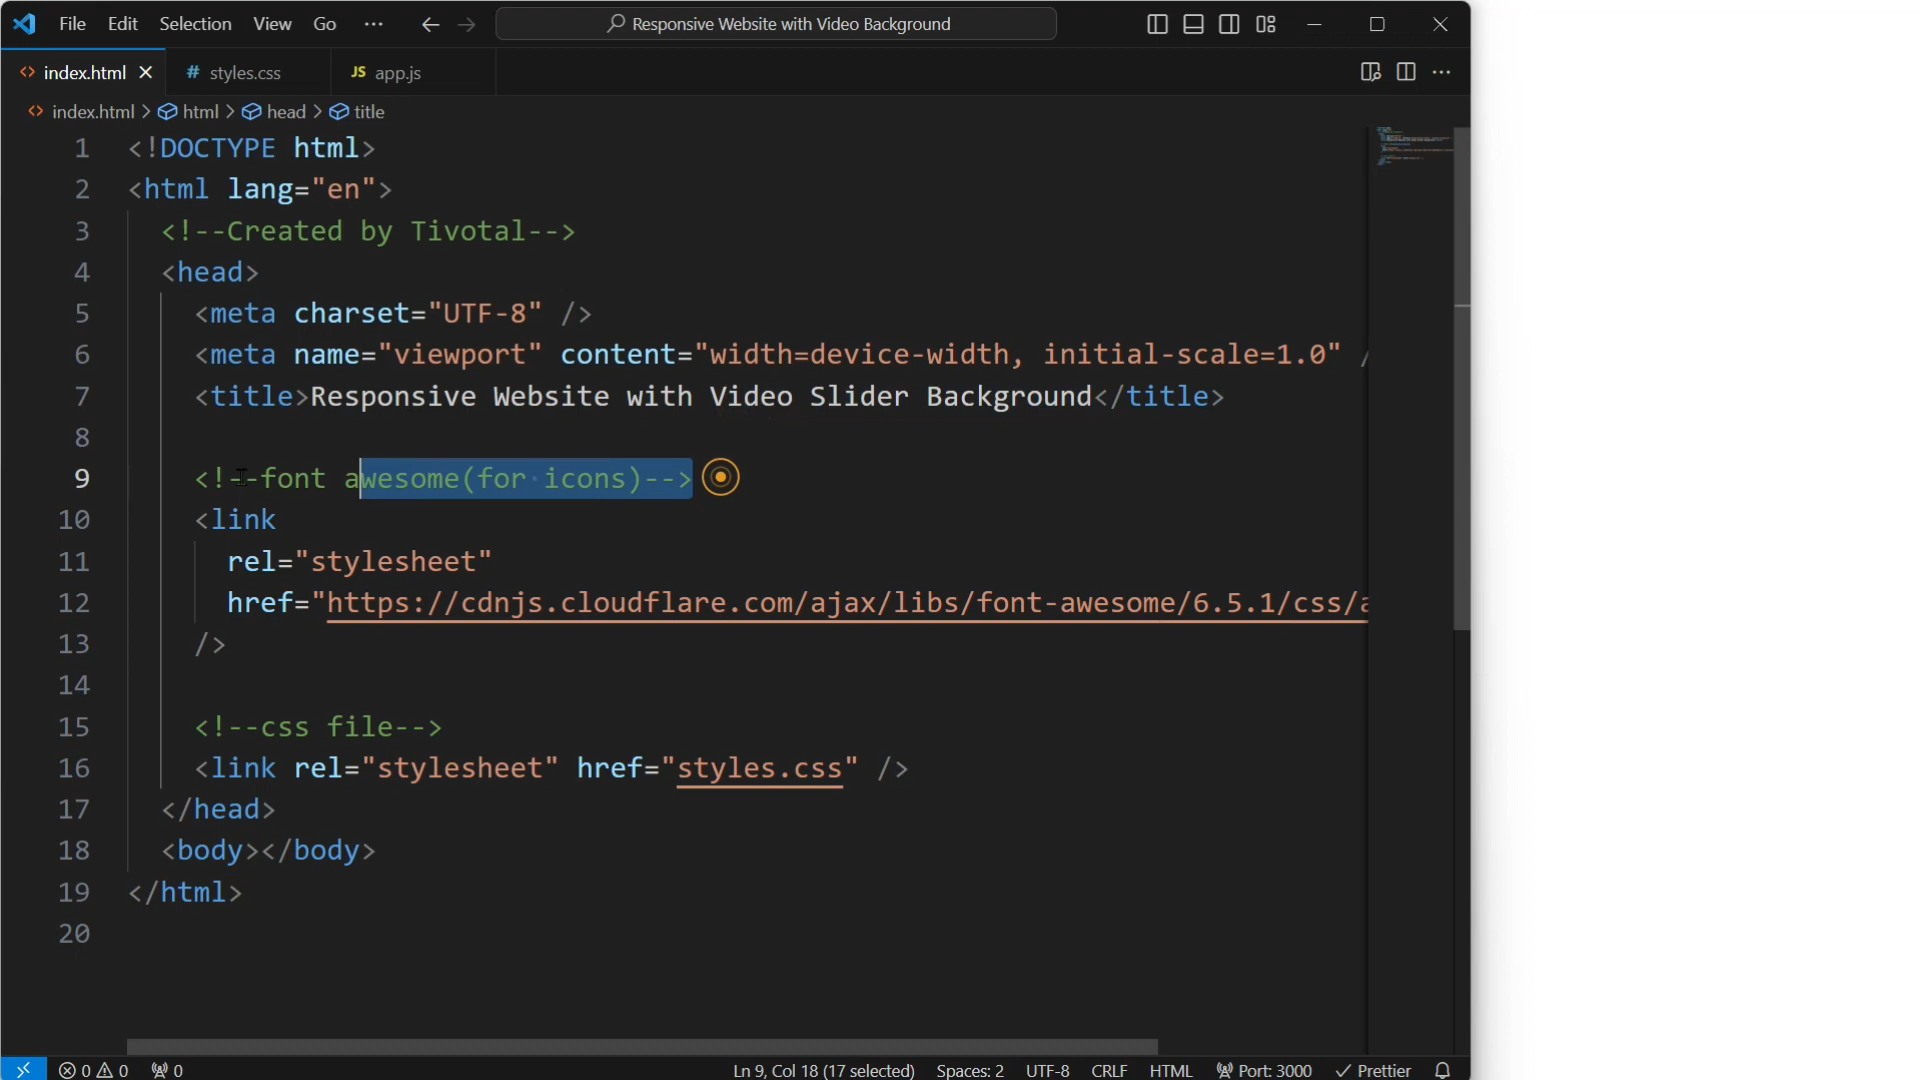 File Edit Selection View Go ··· Responsive Website with Video Background
index.html styles.css JS app.js
index.html > html > head > title
1 <!DOCTYPE html>
2 <html lang="en">
3 <!--Created by Tivotal-->
4 <head>
5 <meta charset="UTF-8" />
6 <meta name="viewport" content="width=device-width, initial-scale=1.0" /
7 <title>Responsive Website with Video Slider Background</title>
8
9 <!--font awesome(for icons)-->
10 <link
11 rel="stylesheet"
12 href="https://cdnjs.cloudflare.com/ajax/libs/font-awesome/6.5.1/css/a
13 />
14
15 <!--css file-->
16 <link rel="stylesheet" href="styles.css" />
17 </head>
18 <body></body>
19 </html>
20
0 0 0 Ln 9, Col 18 (17 selected) Spaces: 2 UTF-8 CRLF HTML Port: 3000 Prettier